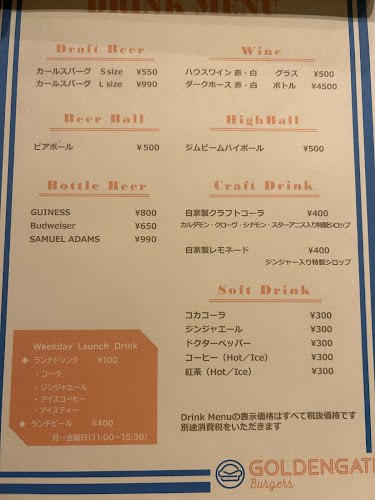 DRINK MENU
Draft Beer
カールスバーグ Ssize ¥550
カールスバーグ Lsize ¥990
Wine
ハウスワイン 赤・白 グラス ¥500
ダークホース 赤・白 ボトル ¥4500
Beer Ball
ビアボール ¥500
HighBall
ジムビームハイボール ¥500
Bottle Beer
GUINESS ¥800
Budweiser ¥650
SAMUEL ADAMS ¥990
Craft Drink
自家製クラフトコーラ ¥400
カルダモン・クローヴ・シナモン・スターアニス入り特製シロップ
自家製レモネード ¥400
ジンジャー入り特製シロップ
Soft Drink
コカコーラ ¥300
ジンジャエール ¥300
ドクターペッパー ¥300
コーヒー（Hot／Ice） ¥300
紅茶（Hot／Ice） ¥300
Weekday Launch Drink
◆ ランチドリンク ¥100
・コーラ
・ジンジャエール
・アイスコーヒー
・アイスティー
◆ ランチビール ¥400
月～金曜日(11:00～15:30)
Drink Menuの表示価格はすべて税抜価格です
別途消費税をいただきます
GOLDENGATE
Burgers